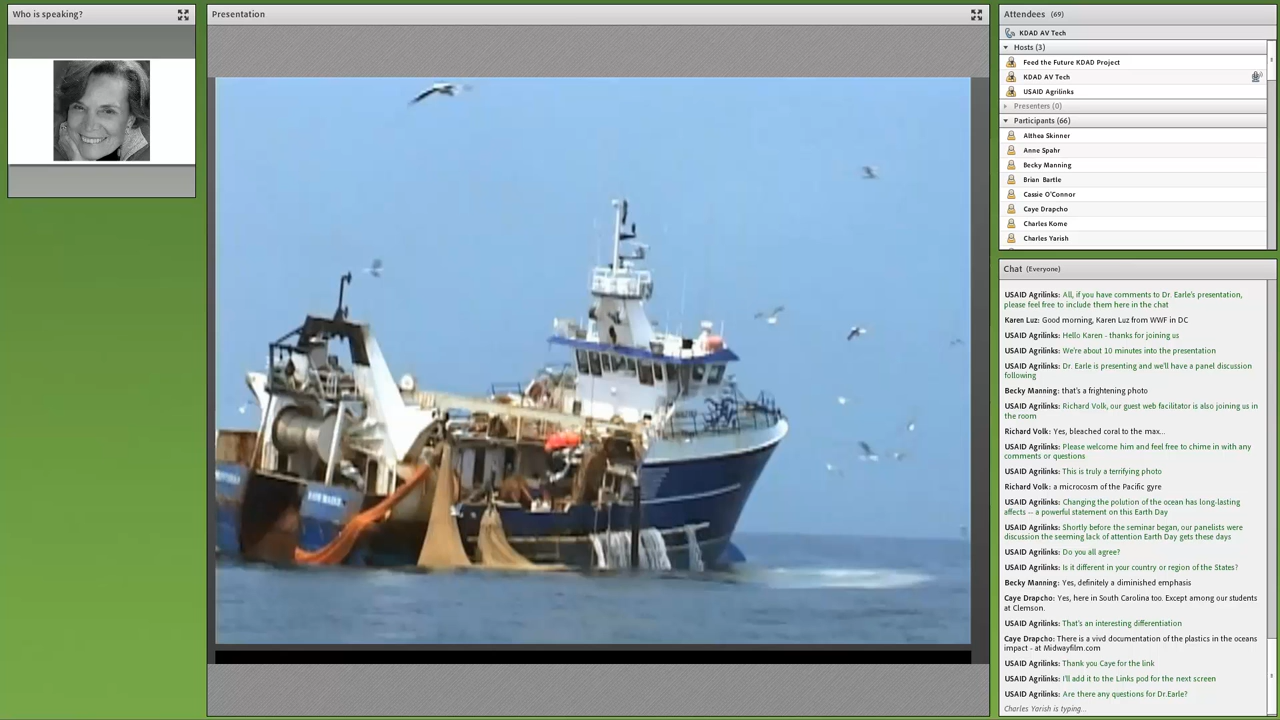 Who is speaking?
Presentation
Attendees (69)
KDAD AV Tech
Hosts (3)
Feed the Future KDAD Project
KDAD AV Tech
USAID Agrilinks
Presenters (0)
Participants (66)
Althea Skinner
Anne Spahr
Becky Manning
Brian Bartle
Cassie O'Connor
Caye Drapcho
Charles Kome
Charles Yarish
Chat (Everyone)
USAID Agrilinks: All, if you have comments to Dr. Earle's presentation,
please feel free to include them here in the chat
Karen Luz: Good morning, Karen Luz from WWF in DC
USAID Agrilinks: Hello Karen - thanks for joining us
USAID Agrilinks: We're about 10 minutes into the presentation
USAID Agrilinks: Dr. Earle is presenting and we'll have a panel discussion
following
Becky Manning: that's a frightening photo
USAID Agrilinks: Richard Volk, our guest web facilitator is also joining us in
the room
Richard Volk: Yes, bleached coral to the max...
USAID Agrilinks: Please welcome him and feel free to chime in with any
comments or questions
USAID Agrilinks: This is truly a terrifying photo
Richard Volk: a microcosm of the Pacific gyre
USAID Agrilinks: Changing the polution of the ocean has long-lasting
affects -- a powerful statement on this Earth Day
USAID Agrilinks: Shortly before the seminar began, our panelists were
discussion the seeming lack of attention Earth Day gets these days
USAID Agrilinks: Do you all agree?
USAID Agrilinks: Is it different in your country or region of the States?
Becky Manning: Yes, definitely a diminished emphasis
Caye Drapcho: Yes, here in South Carolina too. Except among our students
at Clemson.
USAID Agrilinks: That's an interesting differentiation
Caye Drapcho: There is a vivd documentation of the plastics in the oceans
impact - at Midwayfilm.com
USAID Agrilinks: Thank you Caye for the link
USAID Agrilinks: I'll add it to the Links pod for the next screen
USAID Agrilinks: Are there any questions for Dr.Earle?
Charles Yarish is typing...